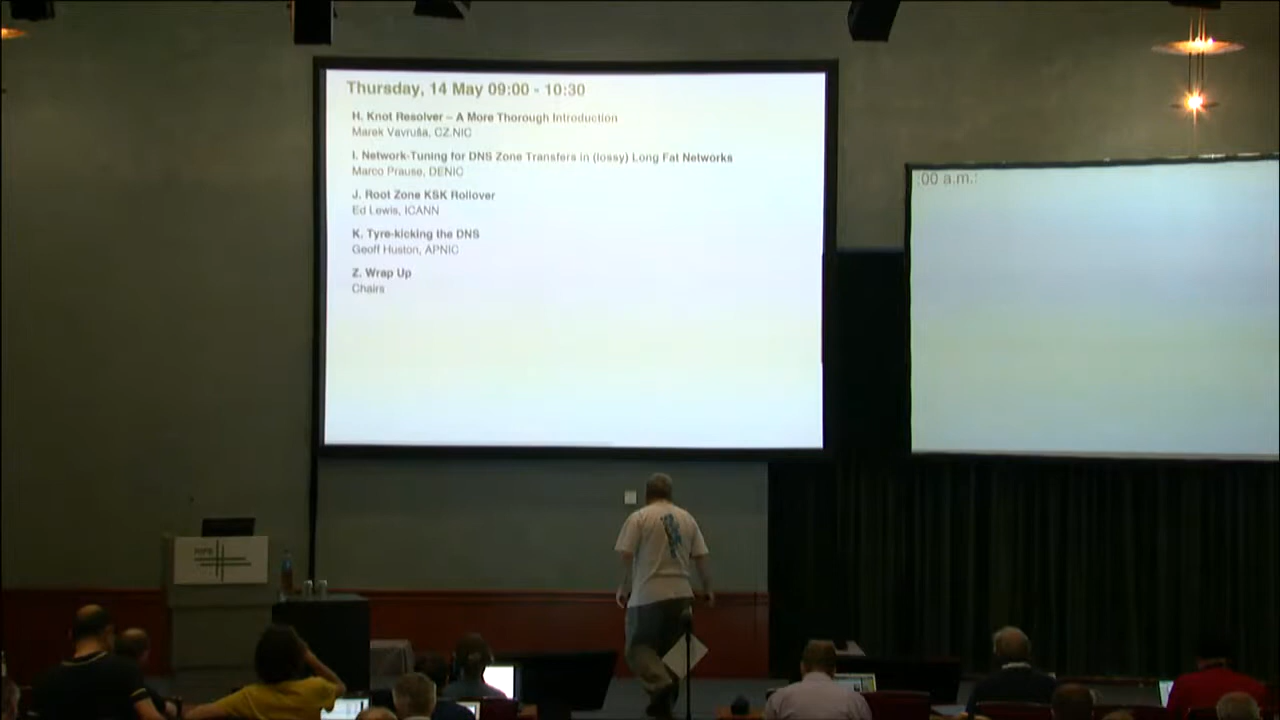 Thursday, 14 May 09:00 - 10:30
H. Knot Resolver – A More Thorough Introduction
Marek Vavruša, CZ.NIC
I. Network-Tuning for DNS Zone Transfers in (lossy) Long Fat Networks
Marco Prause, DENIC
J. Root Zone KSK Rollover
Ed Lewis, ICANN
K. Tyre-kicking the DNS
Geoff Huston, APNIC
Z. Wrap Up
Chairs
:00 a.m.:
RIPE